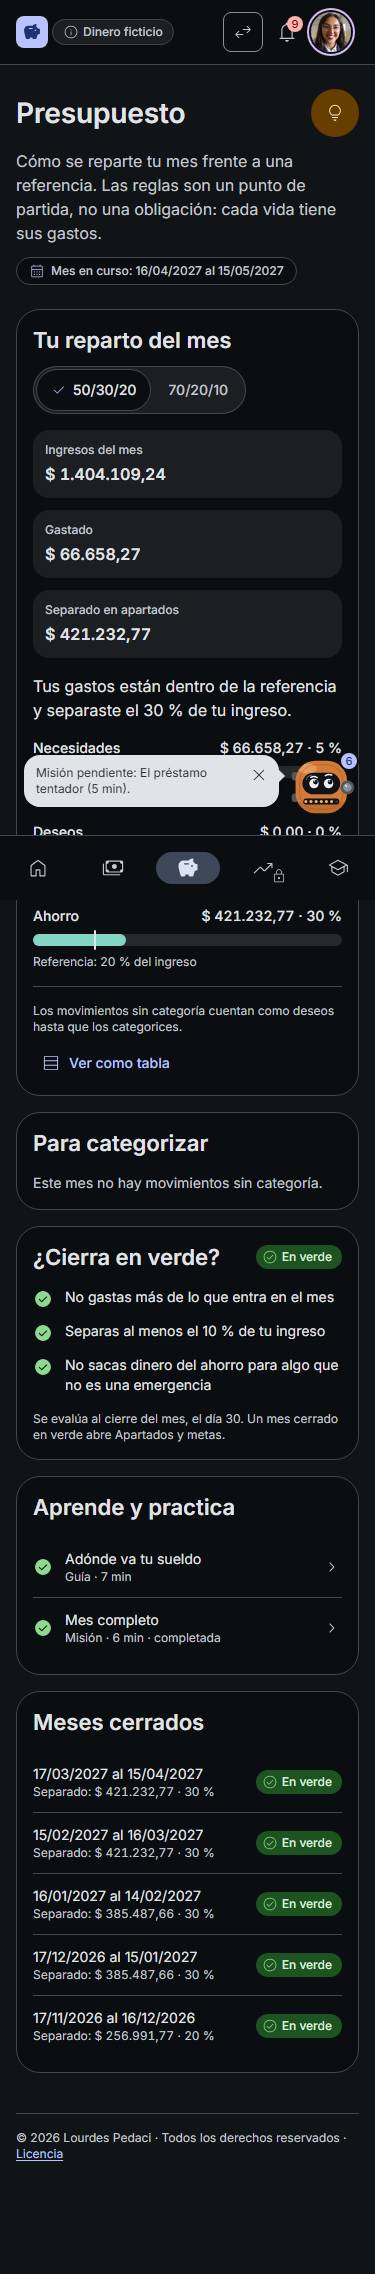 Dinero ficticio
9
Presupuesto
Cómo se reparte tu mes frente a una
referencia. Las reglas son un punto de
partida, no una obligación: cada vida tiene
sus gastos.
Mes en curso: 16/04/2027 al 15/05/2027
Tu reparto del mes
50/30/20
70/20/10
Ingresos del mes
$ 1.404.109,24
Gastado
$ 66.658,27
Separado en apartados
$ 421.232,77
Tus gastos están dentro de la referencia
y separaste el 30 % de tu ingreso.
Necesidades $ 66.658,27 · 5 %
6
Misión pendiente: El préstamo
tentador (5 min).
Deseos $ 0,00 · 0 %
Ahorro $ 421.232,77 · 30 %
Referencia: 20 % del ingreso
Los movimientos sin categoría cuentan como deseos
hasta que los categorices.
Ver como tabla
Para categorizar
Este mes no hay movimientos sin categoría.
¿Cierra en verde? En verde
No gastas más de lo que entra en el mes
Separas al menos el 10 % de tu ingreso
No sacas dinero del ahorro para algo que
no es una emergencia
Se evalúa al cierre del mes, el día 30. Un mes cerrado
en verde abre Apartados y metas.
Aprende y practica
Adónde va tu sueldo
Guía · 7 min
Mes completo
Misión · 6 min · completada
Meses cerrados
17/03/2027 al 15/04/2027
Separado: $ 421.232,77 · 30 %
En verde
15/02/2027 al 16/03/2027
Separado: $ 421.232,77 · 30 %
En verde
16/01/2027 al 14/02/2027
Separado: $ 385.487,66 · 30 %
En verde
17/12/2026 al 15/01/2027
Separado: $ 385.487,66 · 30 %
En verde
17/11/2026 al 16/12/2026
Separado: $ 256.991,77 · 20 %
En verde
© 2026 Lourdes Pedaci · Todos los derechos reservados ·
Licencia